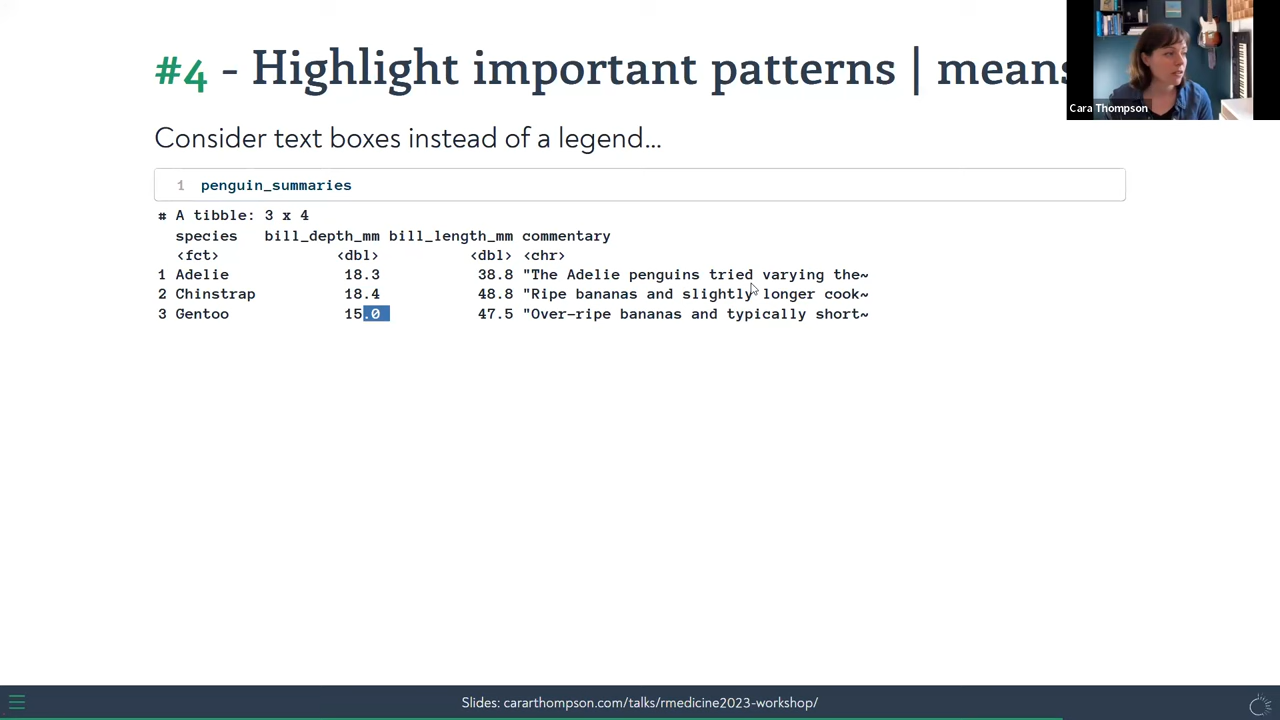 #4 - Highlight important patterns | means
Cara Thompson
Consider text boxes instead of a legend...
1 penguin_summaries
# A tibble: 3 x 4
species bill_depth_mm bill_length_mm commentary
<fct> <dbl> <dbl> <chr>
1 Adelie 18.3 38.8 "The Adelie penguins tried varying the~
2 Chinstrap 18.4 48.8 "Ripe bananas and slightly longer cook~
3 Gentoo 15.0 47.5 "Over-ripe bananas and typically short~
Slides: cararthompson.com/talks/rmedicine2023-workshop/